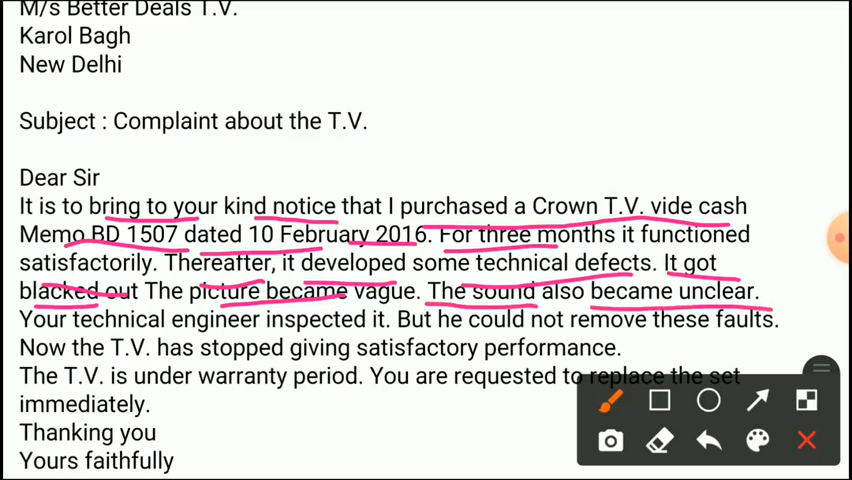 M/s Better Deals T.V.
Karol Bagh
New Delhi
Subject : Complaint about the T.V.
Dear Sir
It is to bring to your kind notice that I purchased a Crown T.V. vide cash
Memo BD 1507 dated 10 February 2016. For three months it functioned
satisfactorily. Thereafter, it developed some technical defects. It got
blacked out The picture became vague. The sound also became unclear.
Your technical engineer inspected it. But he could not remove these faults.
Now the T.V. has stopped giving satisfactory performance.
The T.V. is under warranty period. You are requested to replace the set
immediately.
Thanking you
Yours faithfully